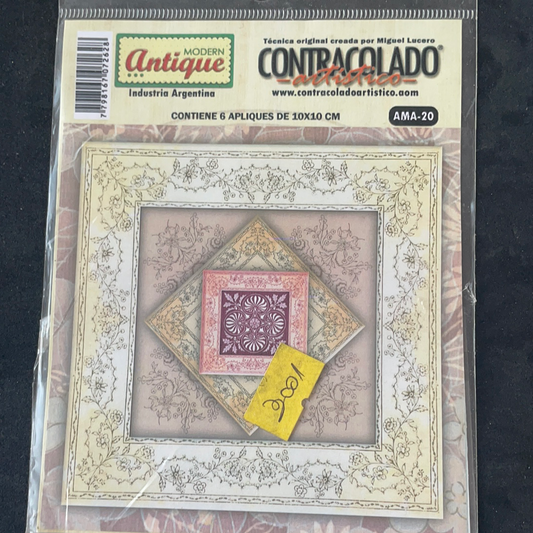 MODERN
Antique
Industria Argentina
Técnica original creada por Miguel Lucero
CONTRACOLADO®
artístico
www.contracoladoartistico.com
CONTIENE 6 APLIQUES DE 10X10 CM
AMA-20
7798167072628